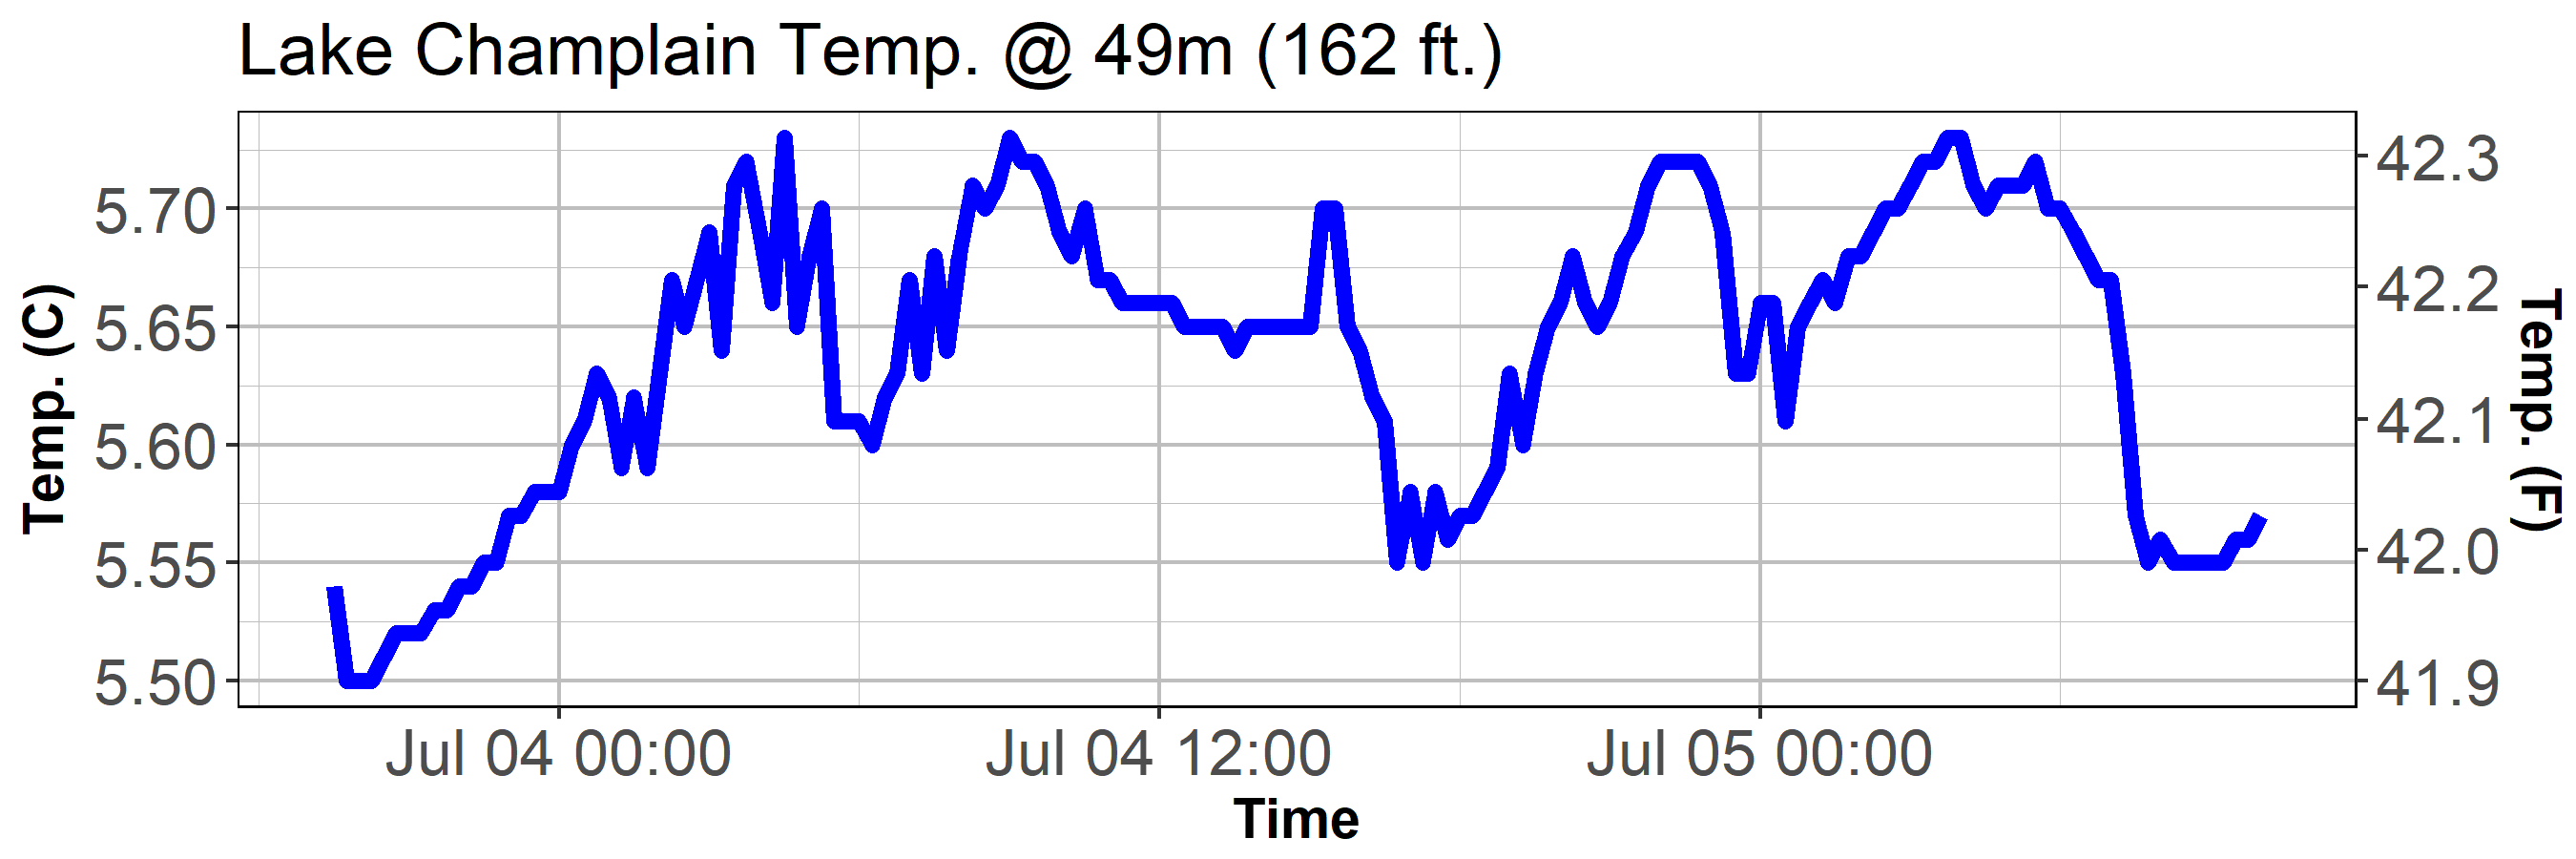 Lake Champlain Temp. @ 49m (162 ft.)
Temp. (C)
5.70
5.65
5.60
5.55
5.50
42.3
42.2
42.1
42.0
41.9
Temp. (F)
Jul 04 00:00
Jul 04 12:00
Jul 05 00:00
Time